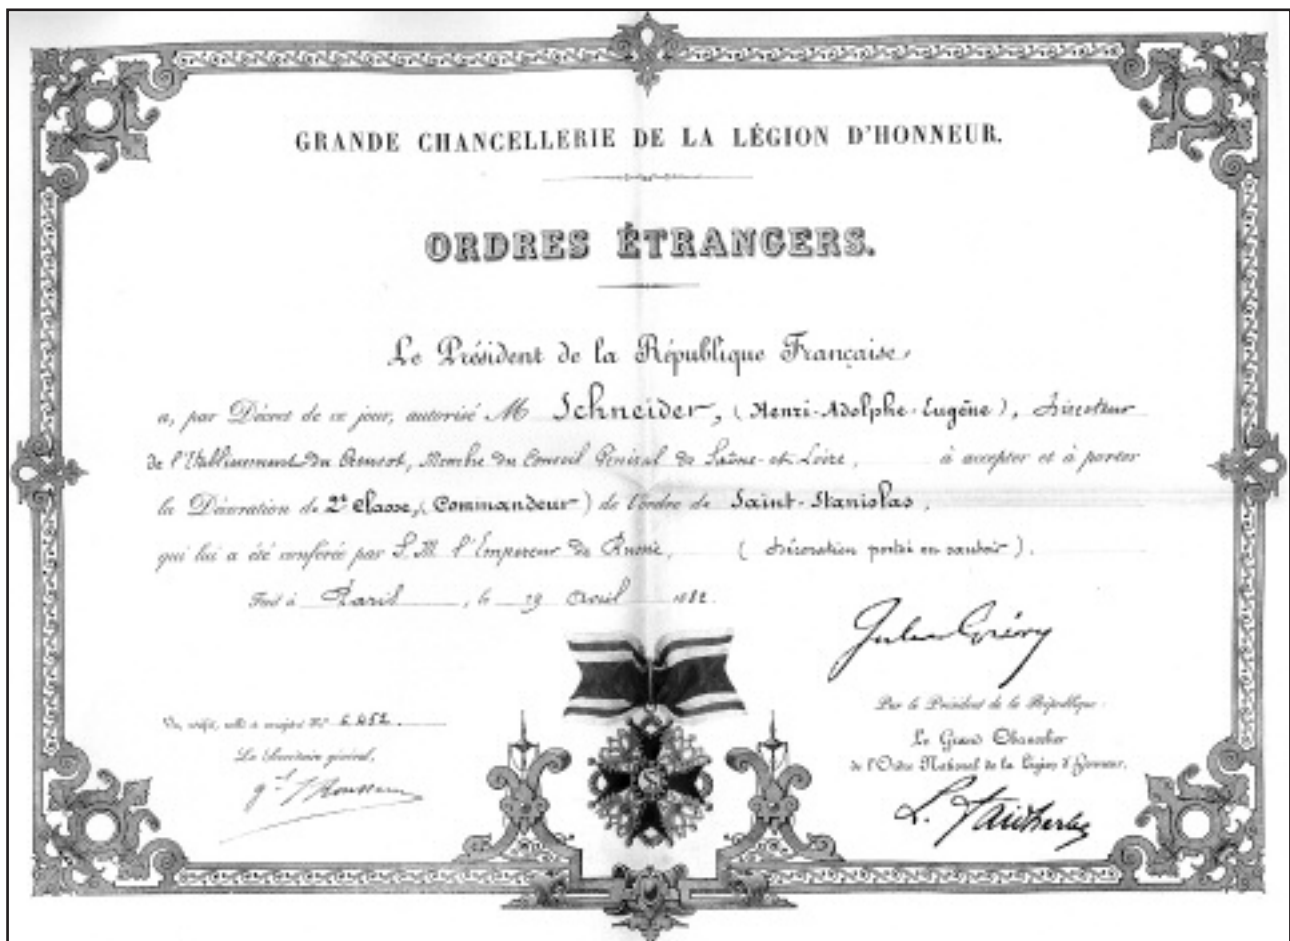 GRANDE CHANCELLERIE DE LA LÉGION D'HONNEUR.
ORDRES ÉTRANGERS.
Le Président de la République Française,
a, par Décret de ce jour, autorisé M Schneider, (Henri-Adolphe-Eugène), Directeur
de l'Etablissement du Creusot, Membre du Conseil Général de Saône-et-Loire, à accepter et à porter
la Décoration de 2e Classe, (Commandeur) de l'ordre de Saint-Stanislas,
qui lui a été conférée par S. M. l'Empereur de Russie, (Décoration portée en sautoir).
Fait à Paris, le 19 Avril 1882.
Jules Grévy
Par le Président de la République:
Le Grand Chancelier
de l'Ordre National de la Légion d'Honneur,
L. Faidherbe
Vu, vérifié, scellé et enregistré No 6.452.
Le Secrétaire général,
gal Rousseau